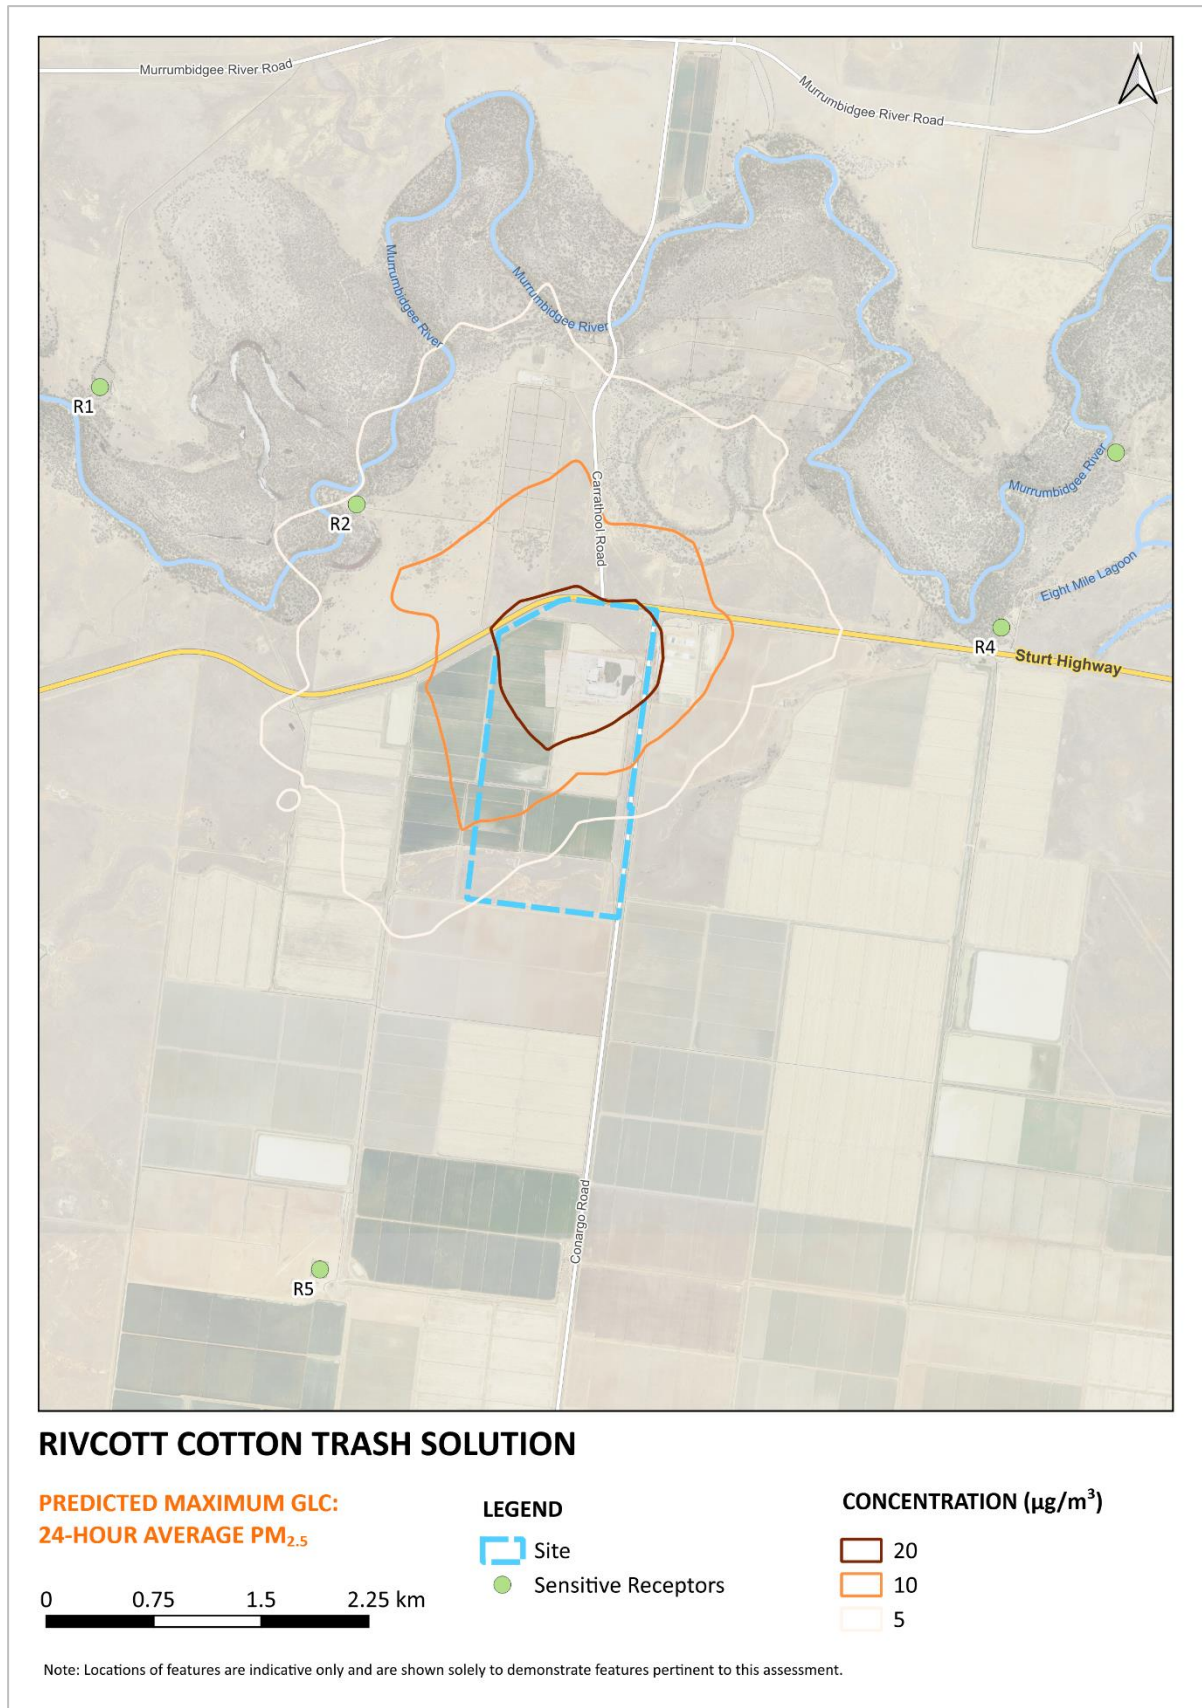 N
Murrumbidgee River Road
Murrumbidgee River Road
Murrumbidgee River
Murrumbidgee River
R1
R2
Carrathool Road
Murrumbidgee River
Eight Mile Lagoon
R4
Sturt Highway
Conargo Road
R5
RIVCOTT COTTON TRASH SOLUTION
PREDICTED MAXIMUM GLC:
24-HOUR AVERAGE PM2.5
0 0.75 1.5 2.25 km
LEGEND
Site
Sensitive Receptors
CONCENTRATION (µg/m³)
20
10
5
Note: Locations of features are indicative only and are shown solely to demonstrate features pertinent to this assessment.